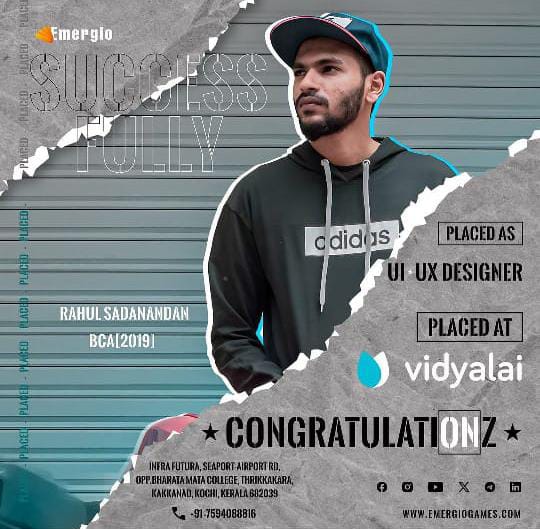 Emergio
SUCCESS
FULLY
PLACED - PLACED - PLACED - PLACED - PLACED - PLACED -
adidas
PLACED AS
UI · UX DESIGNER
RAHUL SADANANDAN
BCA[2019]
PLACED AT
vidyalai
★ CONGRATULATIONZ ★
INFRA FUTURA, SEAPORT-AIRPORT RD,
OPP.BHARATA MATA COLLEGE, THRIKKAKARA,
KAKKANAD, KOCHI, KERALA 682039
+91-7594088816
WWW.EMERGIOGAMES.COM